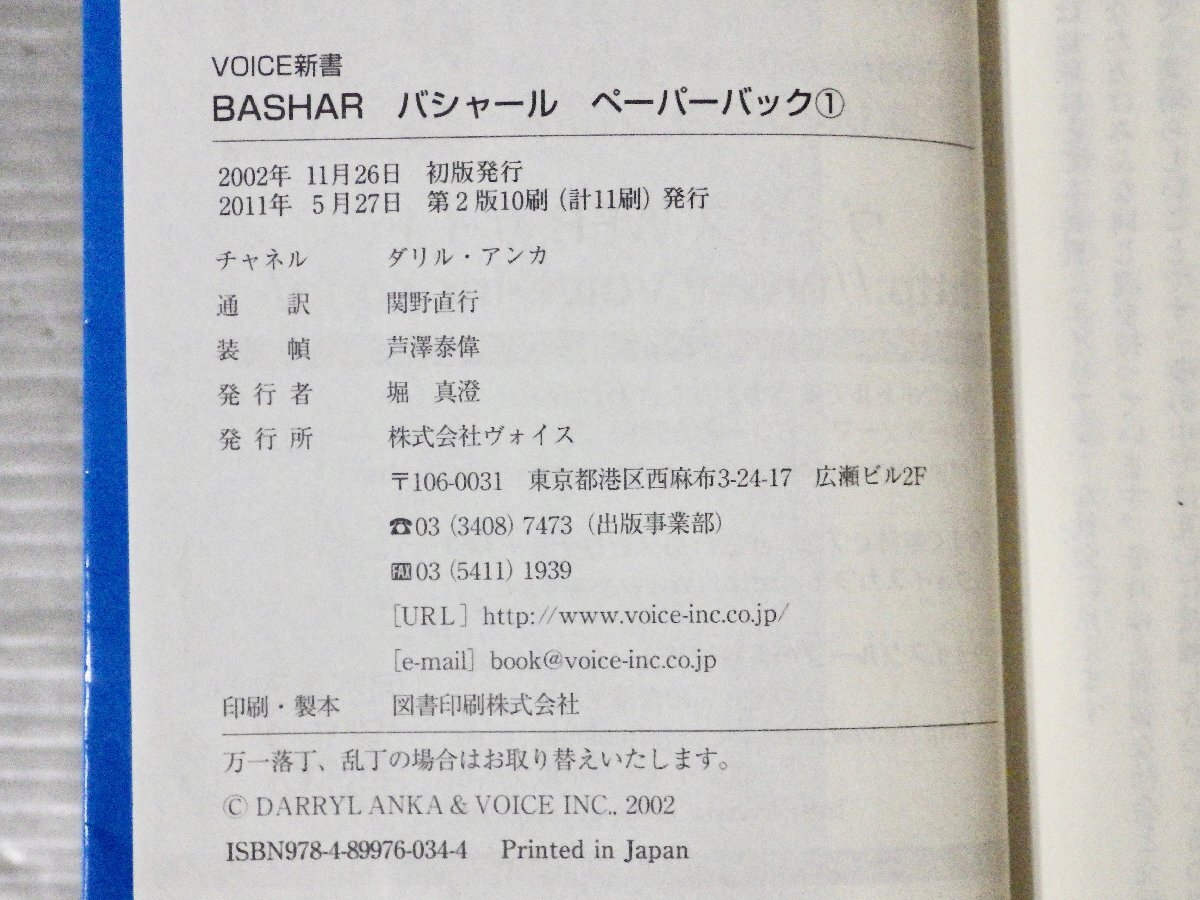 VOICE新書
BASHAR バシャール ペーパーバック①
2002年 11月26日 初版発行
2011年 5月27日 第2版10刷(計11刷)発行
チャネル ダリル・アンカ
通 訳 関野直行
装 幀 芦澤泰偉
発行者 堀 真澄
発行所 株式会社ヴォイス
〒106-0031 東京都港区西麻布3-24-17 広瀬ビル2F
☎03(3408)7473(出版事業部)
FAX03(5411)1939
[URL] http://www.voice-inc.co.jp/
[e-mail] book@voice-inc.co.jp
印刷・製本 図書印刷株式会社
万一落丁、乱丁の場合はお取り替えいたします。
© DARRYL ANKA & VOICE INC., 2002
ISBN978-4-89976-034-4 Printed in Japan